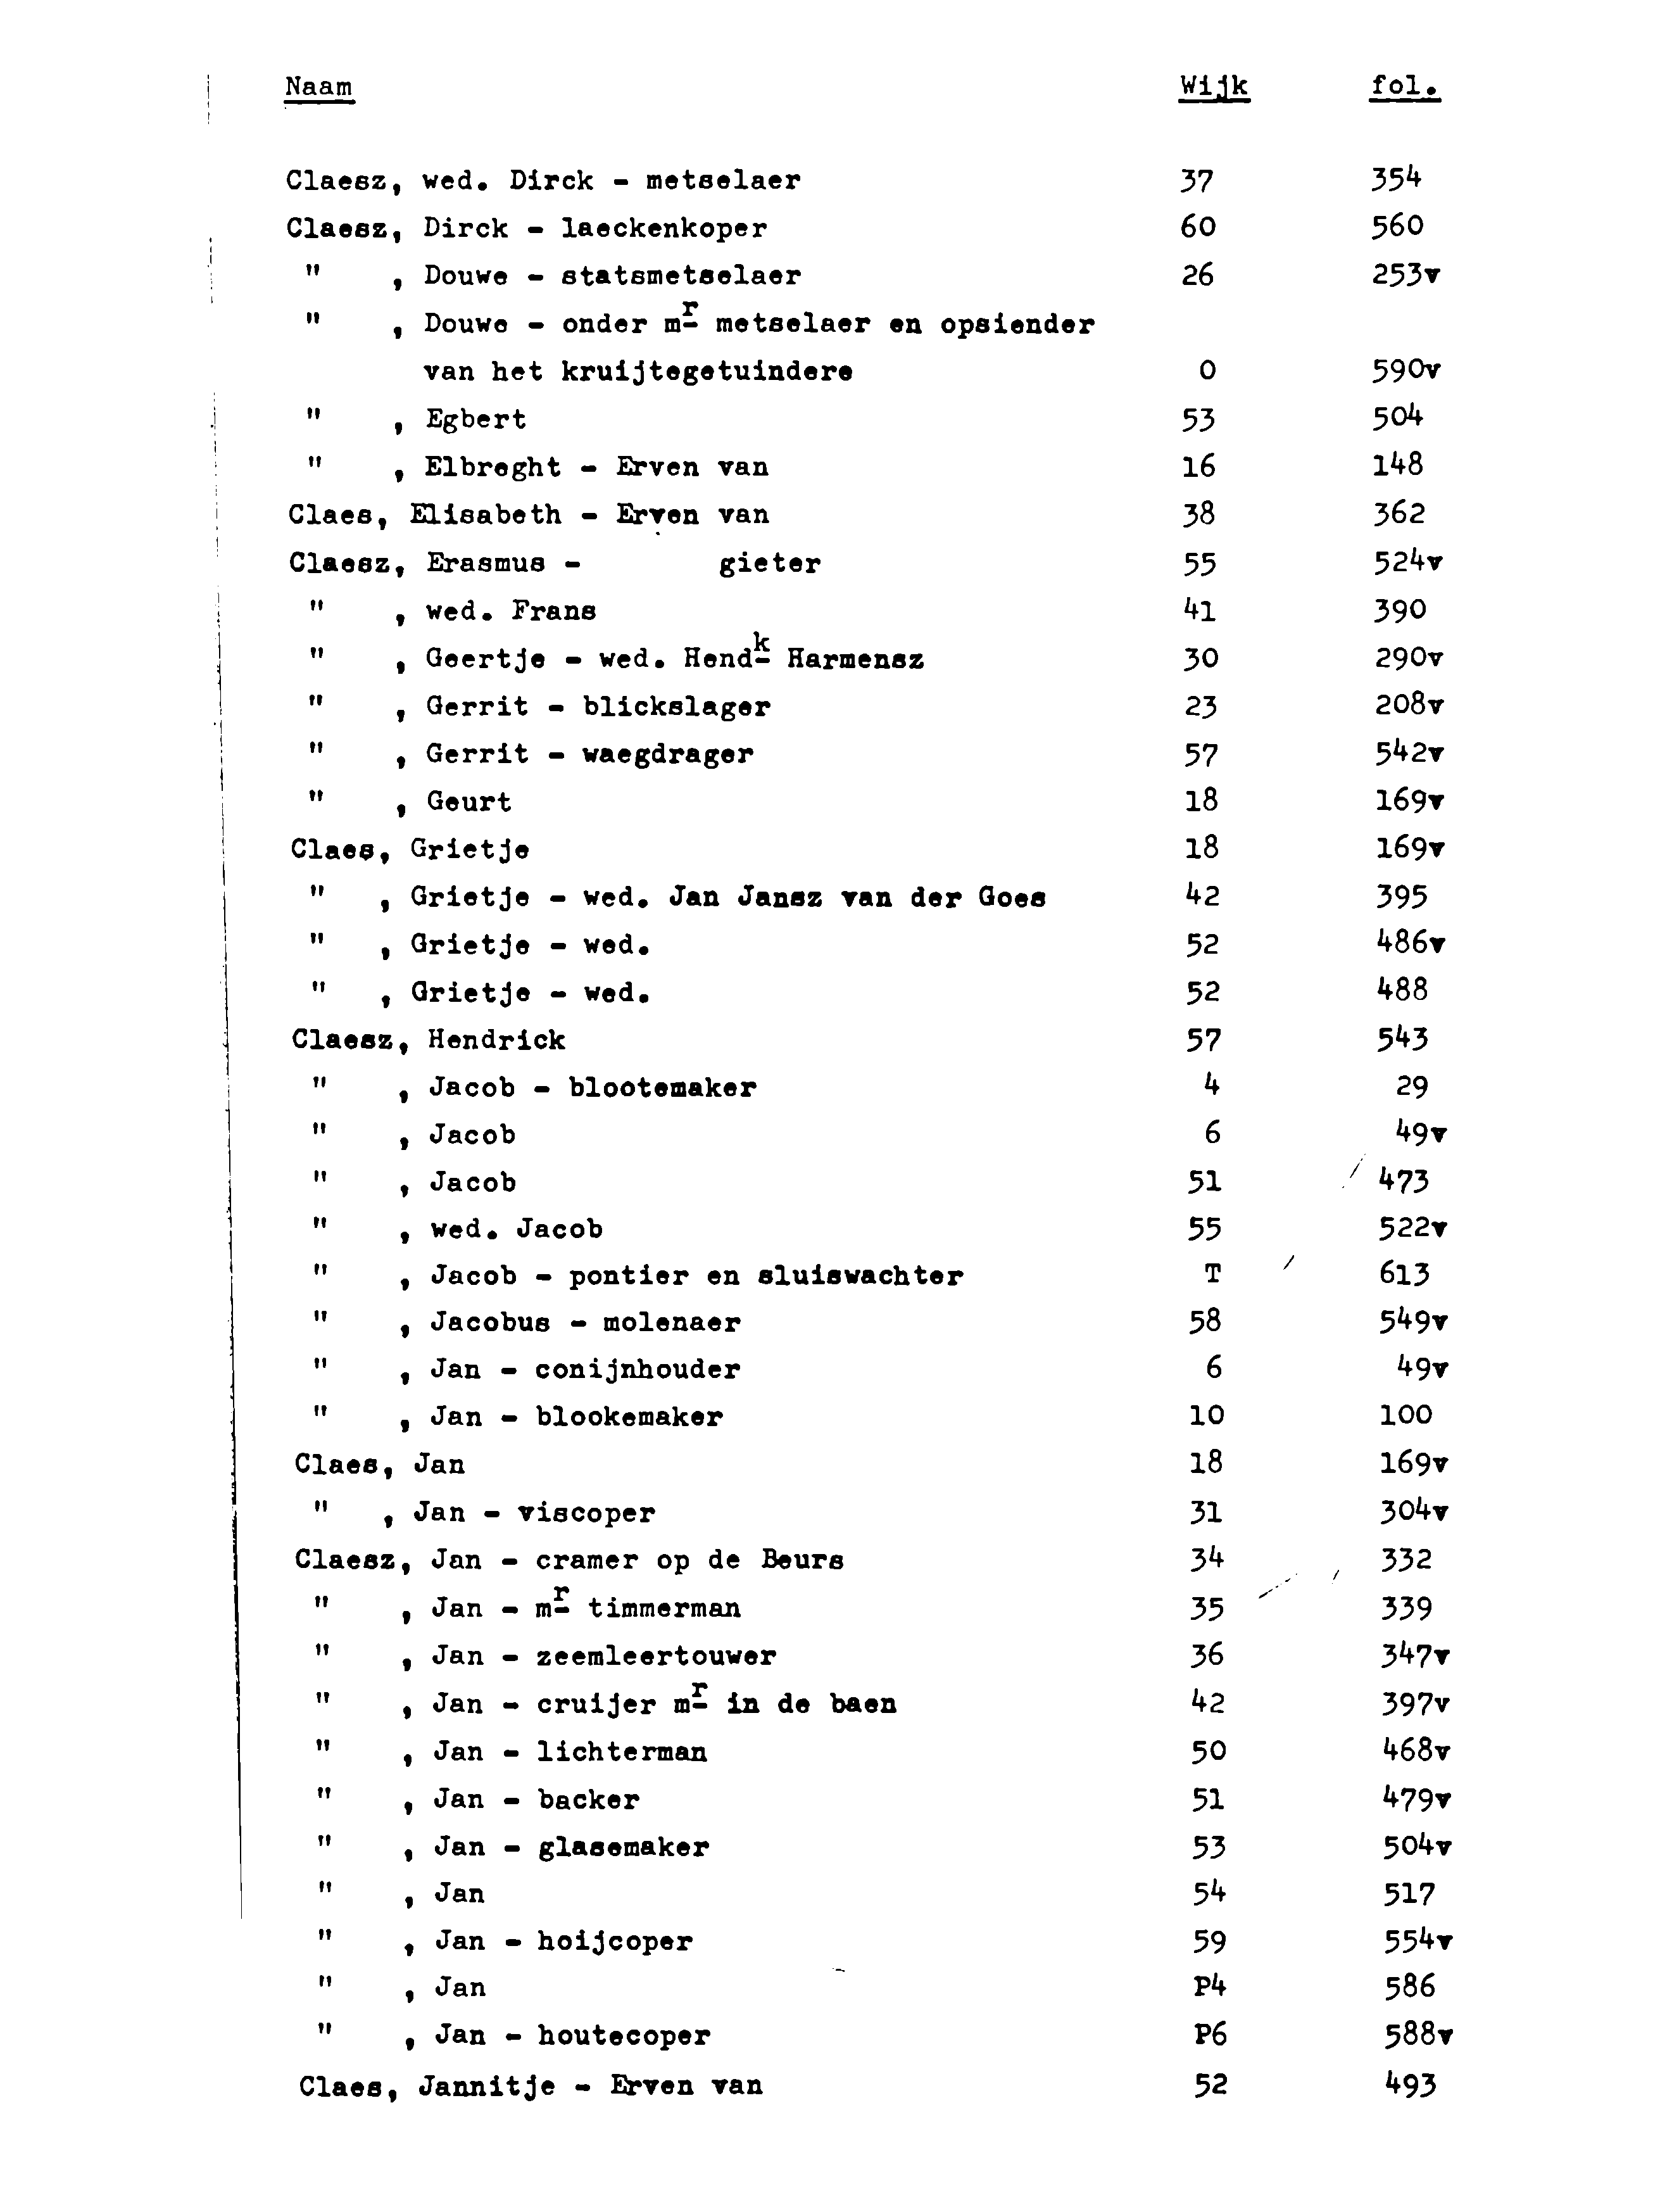 Naam Wijk fol.
Claesz, wed. Dirck - metselaer 37 354
Claesz, Dirck - laeckenkoper 60 560
" , Douwe - statsmetselaer 26 253v
" , Douwe - onder mr metselaer en opsiender
van het kruijtegetuindere O 590v
" , Egbert 53 504
" , Elbreght - Erven van 16 148
Claes, Elisabeth - Erven van 38 362
Claesz, Erasmus - gieter 55 524v
" , wed. Frans 41 390
" , Geertje - wed. Hendk Harmensz 30 290v
" , Gerrit - blickslager 23 208v
" , Gerrit - waegdrager 57 542v
" , Geurt 18 169v
Claes, Grietje 18 169v
" , Grietje - wed. Jan Jansz van der Goes 42 395
" , Grietje - wed. 52 486v
" , Grietje - wed. 52 488
Claesz, Hendrick 57 543
" , Jacob - blootemaker 4 29
" , Jacob 6 49v
" , Jacob 51 473
" , wed. Jacob 55 522v
" , Jacob - pontier en sluiswachter T 613
" , Jacobus - molenaer 58 549v
" , Jan - conijnhouder 6 49v
" , Jan - blookemaker 10 100
Claes, Jan 18 169v
" , Jan - viscoper 31 304v
Claesz, Jan - cramer op de Beurs 34 332
" , Jan - mr timmerman 35 339
" , Jan - zeemleertouwer 36 347v
" , Jan - cruijer mr in de baen 42 397v
" , Jan - lichterman 50 468v
" , Jan - backer 51 479v
" , Jan - glasemaker 53 504v
" , Jan 54 517
" , Jan - hoijcoper 59 554v
" , Jan P4 586
" , Jan - houtecoper P6 588v
Claes, Jannitje - Erven van 52 493